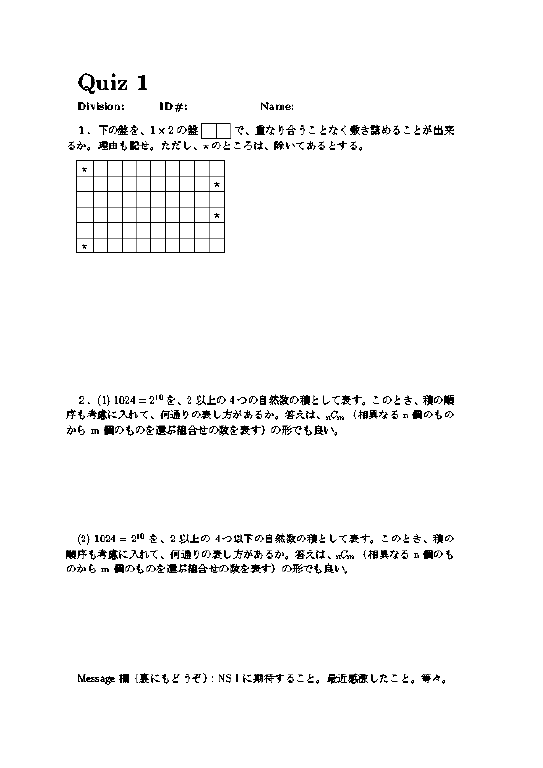 Quiz 1
Division: ID#: Name:
1. 下の盤を、1 × 2 の盤 で、重なり合うことなく敷き詰めることが出来
るか。理由も記せ。ただし、* のところは、除いてあるとする。
*
*
*
*
2. (1) 1024 = 2¹⁰ を、2 以上の 4 つの自然数の積として表す。このとき、積の順
序も考慮に入れて、何通りの表し方があるか。答えは、ₙCₘ (相異なる n 個のもの
から m 個のものを選ぶ組合せの数を表す) の形でも良い。
(2) 1024 = 2¹⁰ を、2 以上の 4 つ以下の自然数の積として表す。このとき、積の
順序も考慮に入れて、何通りの表し方があるか。答えは、ₙCₘ (相異なる n 個のも
のから m 個のものを選ぶ組合せの数を表す) の形でも良い。
Message 欄 (裏にもどうぞ) : NS I に期待すること。最近感激したこと。等々。